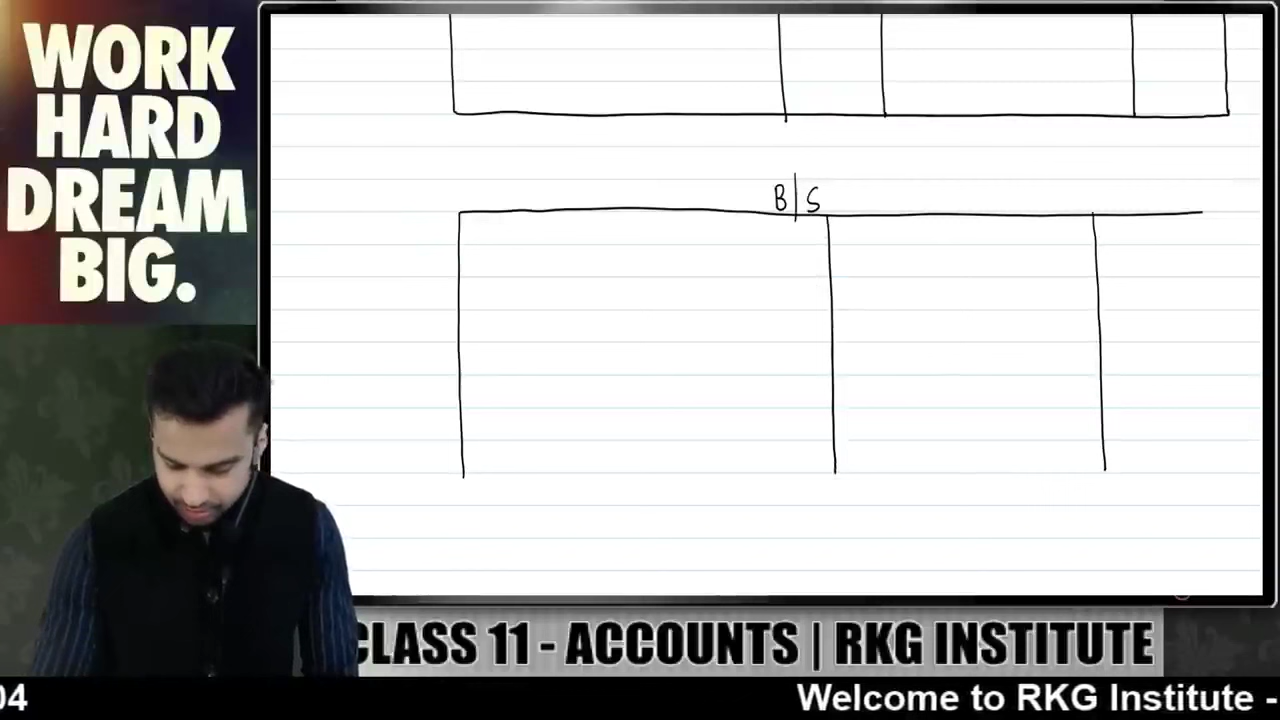 WORK
HARD
DREAM
BIG.
B|S
CLASS 11 - ACCOUNTS | RKG INSTITUTE
04
Welcome to RKG Institute -